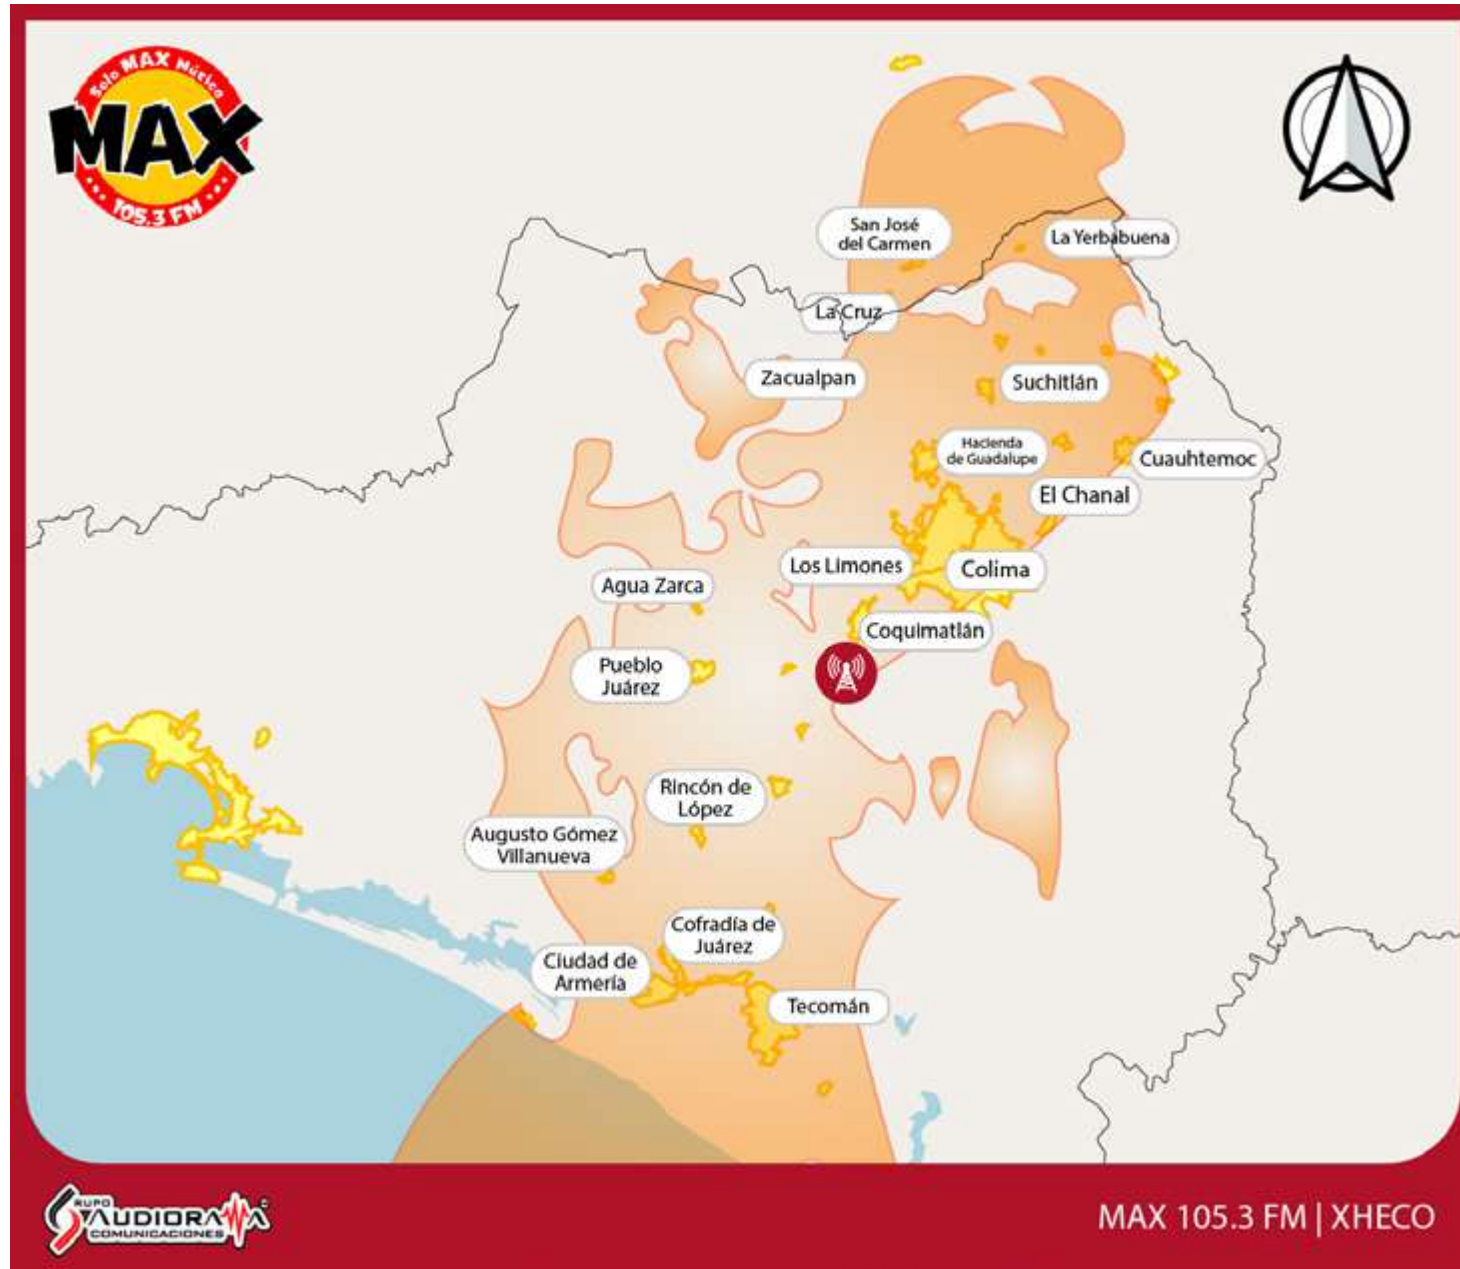 Solo MAX Música
MAX
105.3 FM
San José
del Carmen
La Yerbabuena
La Cruz
Zacualpan
Suchitlán
Hacienda
de Guadalupe
Cuauhtemoc
El Chanal
Los Limones
Colima
Agua Zarca
Coquimatlán
Pueblo
Juárez
Rincón de
López
Augusto Gómez
Villanueva
Cofradía de
Juárez
Ciudad de
Armería
Tecomán
GRUPO
AUDIORAMA
COMUNICACIONES
MAX 105.3 FM | XHECO